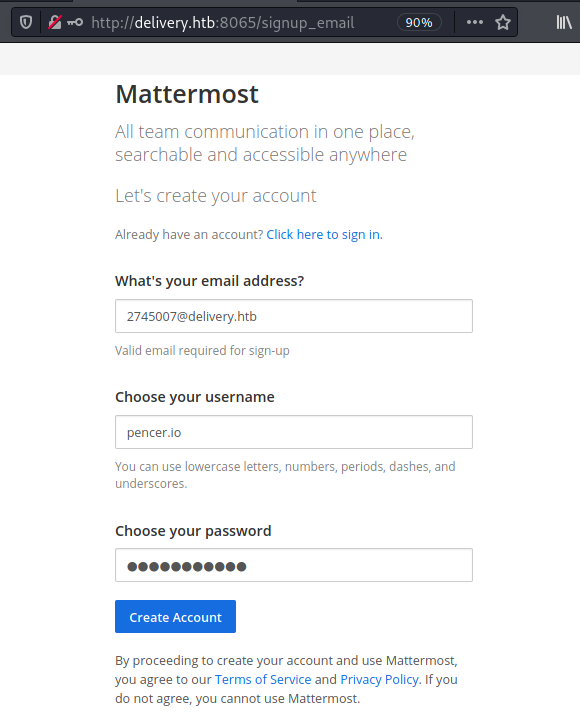 http://delivery.htb:8065/signup_email
90%
Mattermost
All team communication in one place,
searchable and accessible anywhere
Let's create your account
Already have an account? Click here to sign in.
What's your email address?
2745007@delivery.htb
Valid email required for sign-up
Choose your username
pencer.io
You can use lowercase letters, numbers, periods, dashes, and
underscores.
Choose your password
●●●●●●●●●●●
Create Account
By proceeding to create your account and use Mattermost,
you agree to our Terms of Service and Privacy Policy. If you
do not agree, you cannot use Mattermost.